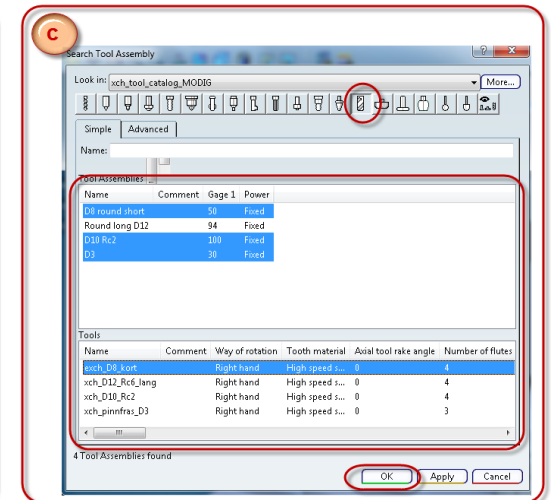 C
Search Tool Assembly
Look in: xch_tool_catalog_MODIG More...
Simple Advanced
Name:
Tool Assemblies
Name Comment Gage 1 Power
D8 round short 50 Fixed
Round long D12 94 Fixed
D10 Rc2 100 Fixed
D3 30 Fixed
Tools
Name Comment Way of rotation Tooth material Axial tool rake angle Number of flutes
exch_D8_kort Right hand High speed s... 0 4
xch_D12_Rc6_lang Right hand High speed s... 0 4
xch_D10_Rc2 Right hand High speed s... 0 4
xch_pinnfras_D3 Right hand High speed s... 0 3
4 Tool Assemblies found
OK Apply Cancel